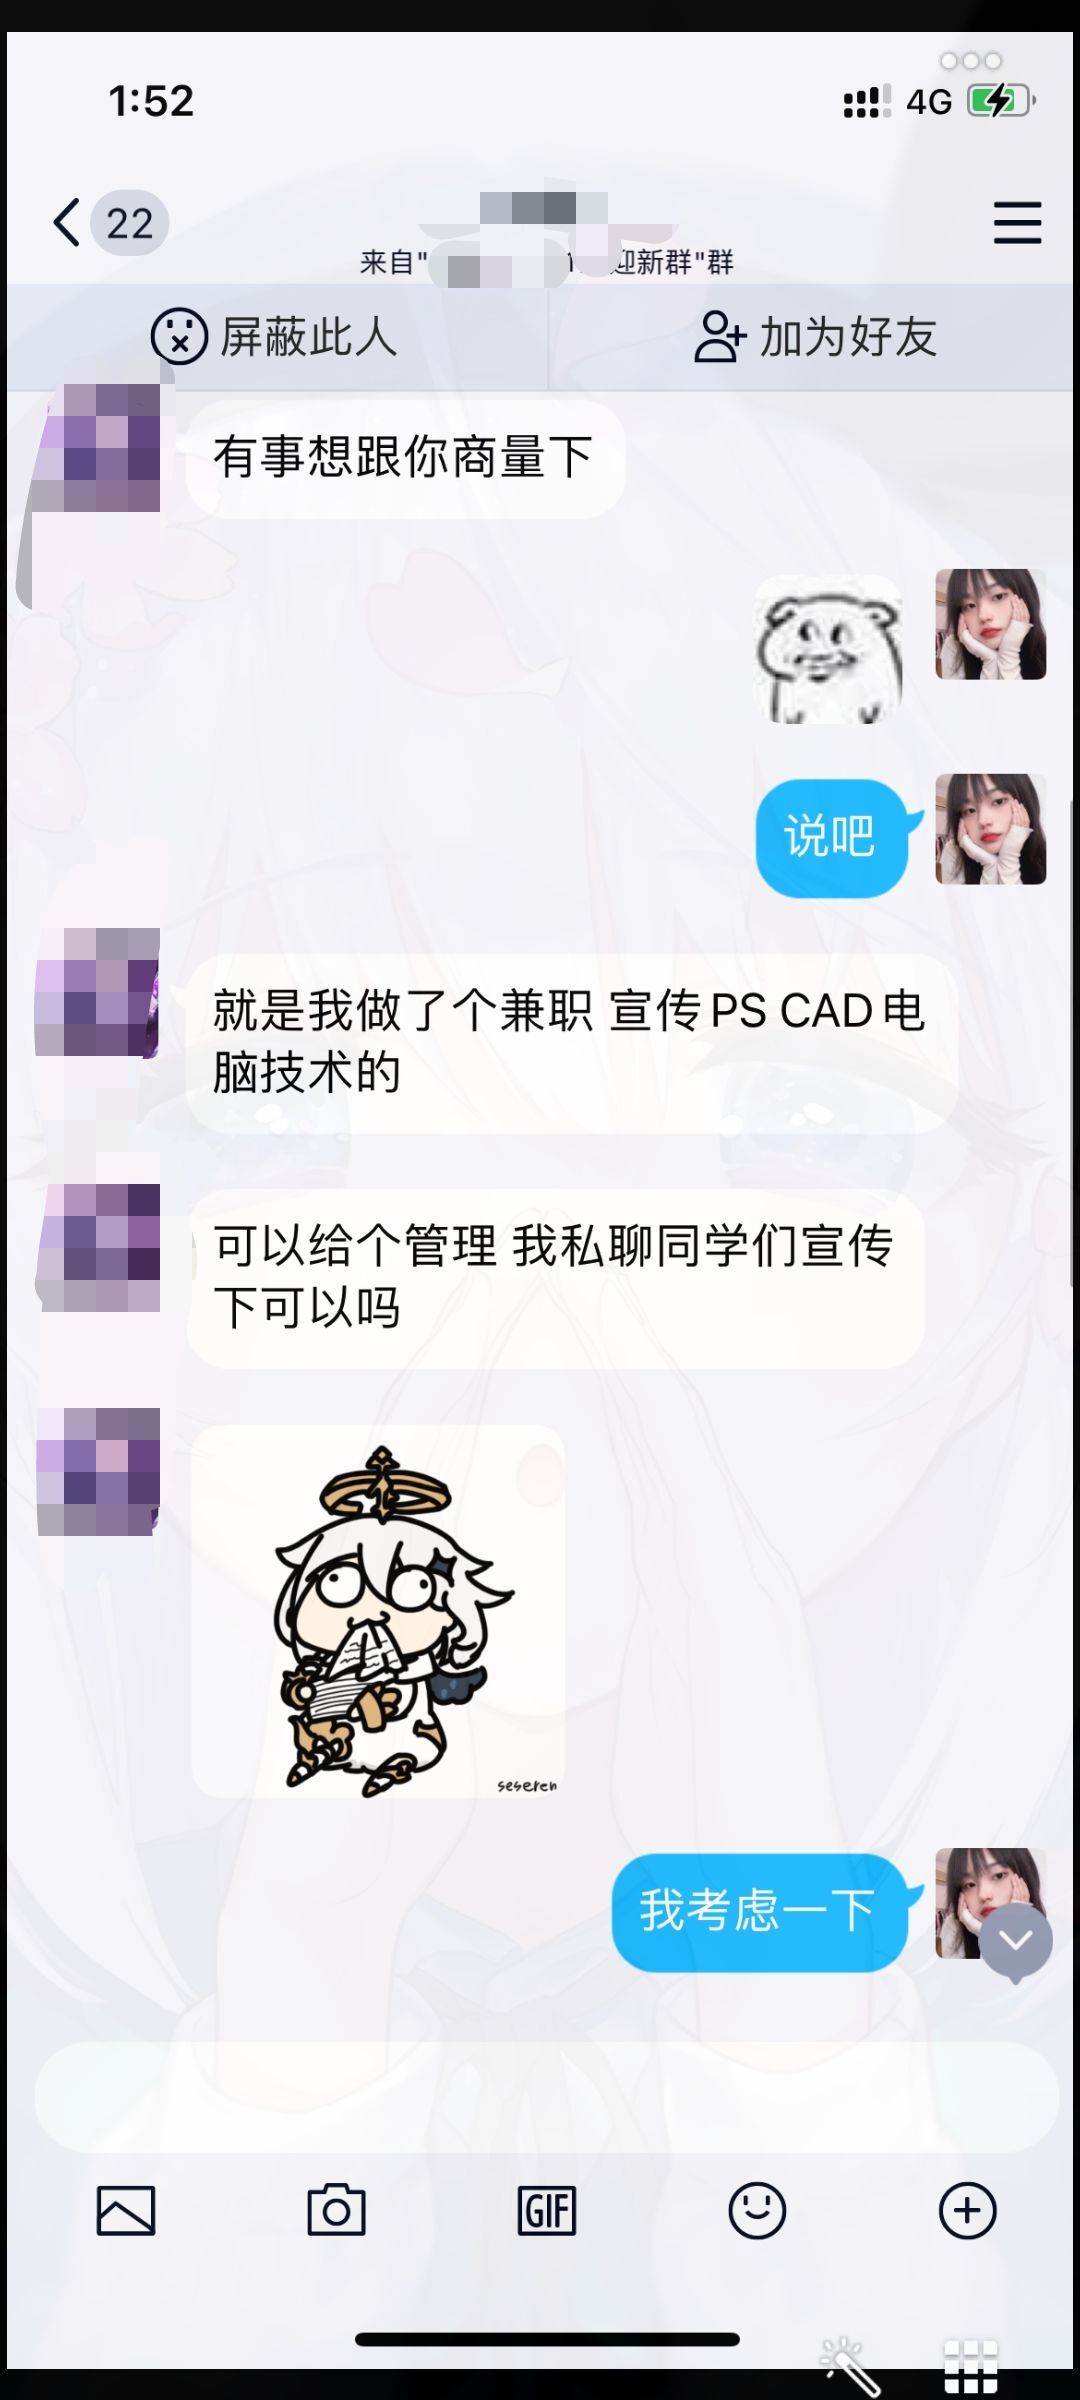 1:52
4G
22
来自"
迎新群"群
屏蔽此人
加为好友
有事想跟你商量下
说吧
就是我做了个兼职 宣传PS CAD电
脑技术的
可以给个管理 我私聊同学们宣传
下可以吗
seseren
我考虑一下
GIF